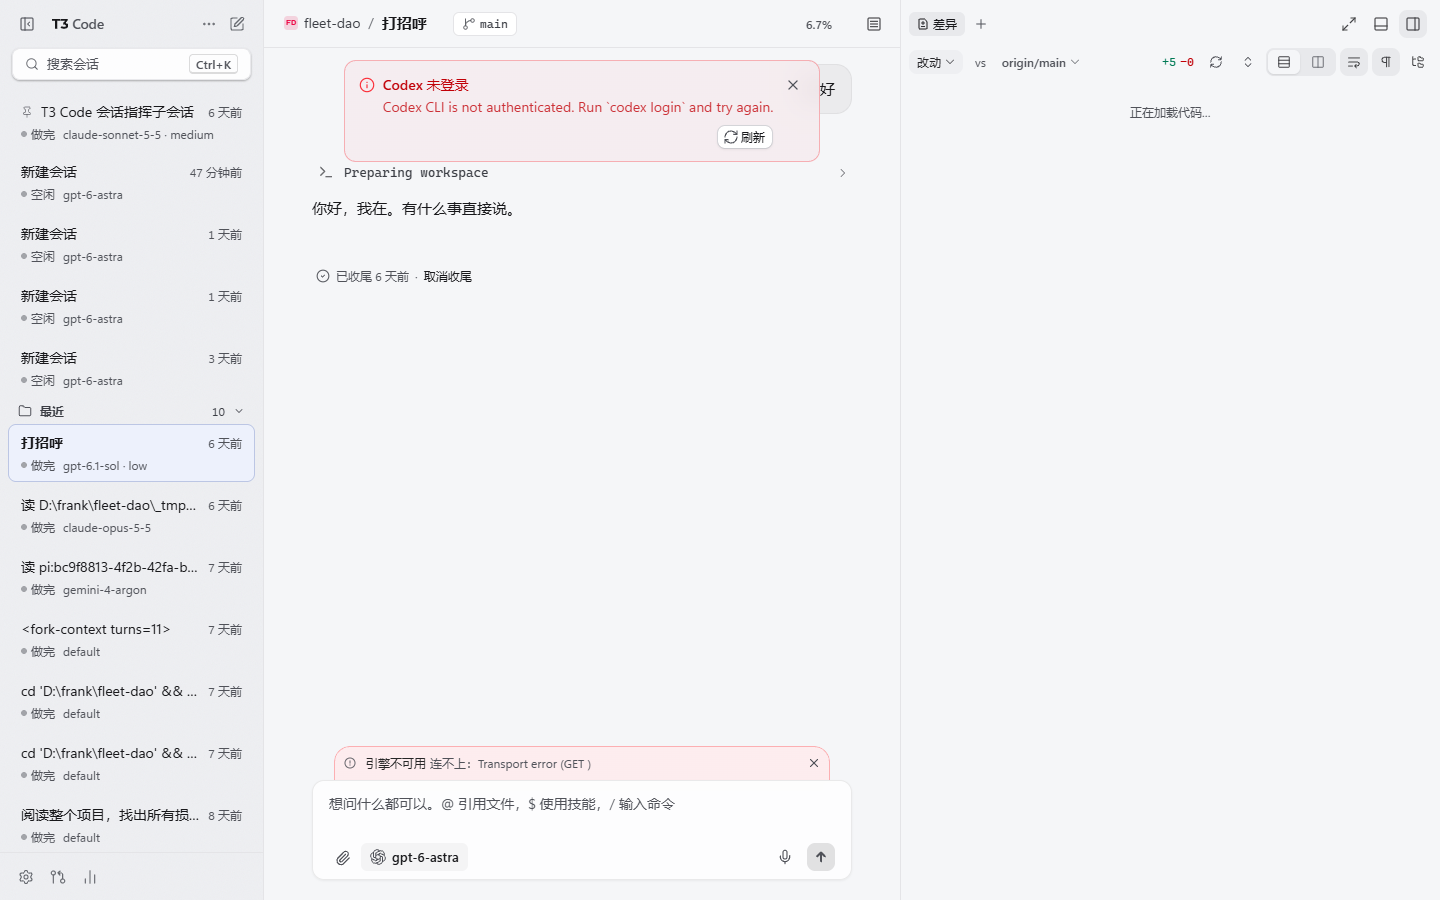 T3 Code
搜索会话
Ctrl+K
T3 Code 会话指挥子会话
6 天前
做完 claude-sonnet-5-5 · medium
新建会话
47 分钟前
空闲 gpt-6-astra
新建会话
1 天前
空闲 gpt-6-astra
新建会话
1 天前
空闲 gpt-6-astra
新建会话
3 天前
空闲 gpt-6-astra
最近
10
打招呼
6 天前
做完 gpt-6.1-sol · low
读 D:\frank\fleet-dao\_tmp...
6 天前
做完 claude-opus-5-5
读 pi:bc9f8813-4f2b-42fa-b...
7 天前
做完 gemini-4-argon
<fork-context turns=11>
7 天前
做完 default
cd 'D:\frank\fleet-dao' && ...
7 天前
做完 default
cd 'D:\frank\fleet-dao' && ...
7 天前
做完 default
阅读整个项目，找出所有损...
8 天前
做完 default
FD fleet-dao / 打招呼
main
6.7%
好
Codex 未登录
Codex CLI is not authenticated. Run `codex login` and try again.
刷新
Preparing workspace
你好，我在。有什么事直接说。
已收尾 6 天前 · 取消收尾
引擎不可用 连不上：Transport error (GET )
想问什么都可以。@ 引用文件，$ 使用技能，/ 输入命令
gpt-6-astra
差异
改动 vs origin/main
+5 −0
正在加载代码...